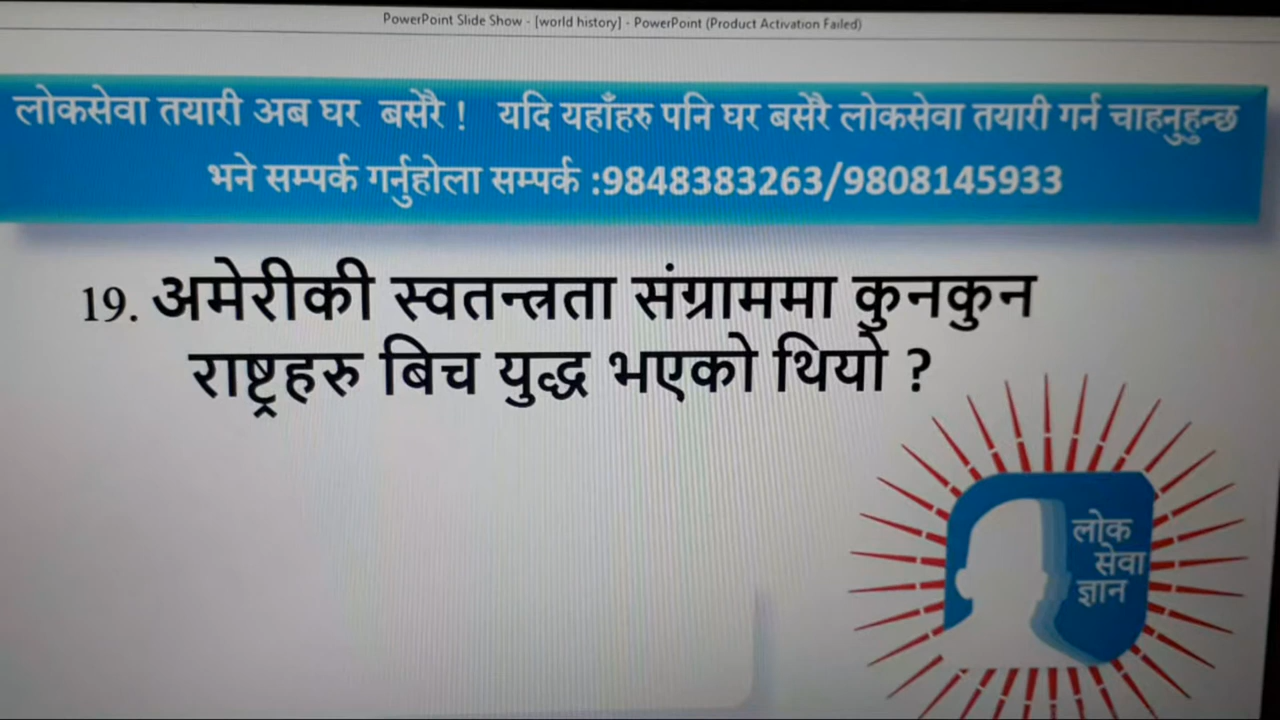 PowerPoint Slide Show - [world history] - PowerPoint (Product Activation Failed)
लोकसेवा तयारी अब घर बसेरै ! यदि यहाँहरु पनि घर बसेरै लोकसेवा तयारी गर्न चाहनुहुन्छ
भने सम्पर्क गर्नुहोला सम्पर्क :9848383263/9808145933
19. अमेरीकी स्वतन्त्रता संग्राममा कुनकुन
राष्ट्रहरु बिच युद्ध भएको थियो ?
लोक
सेवा
ज्ञान